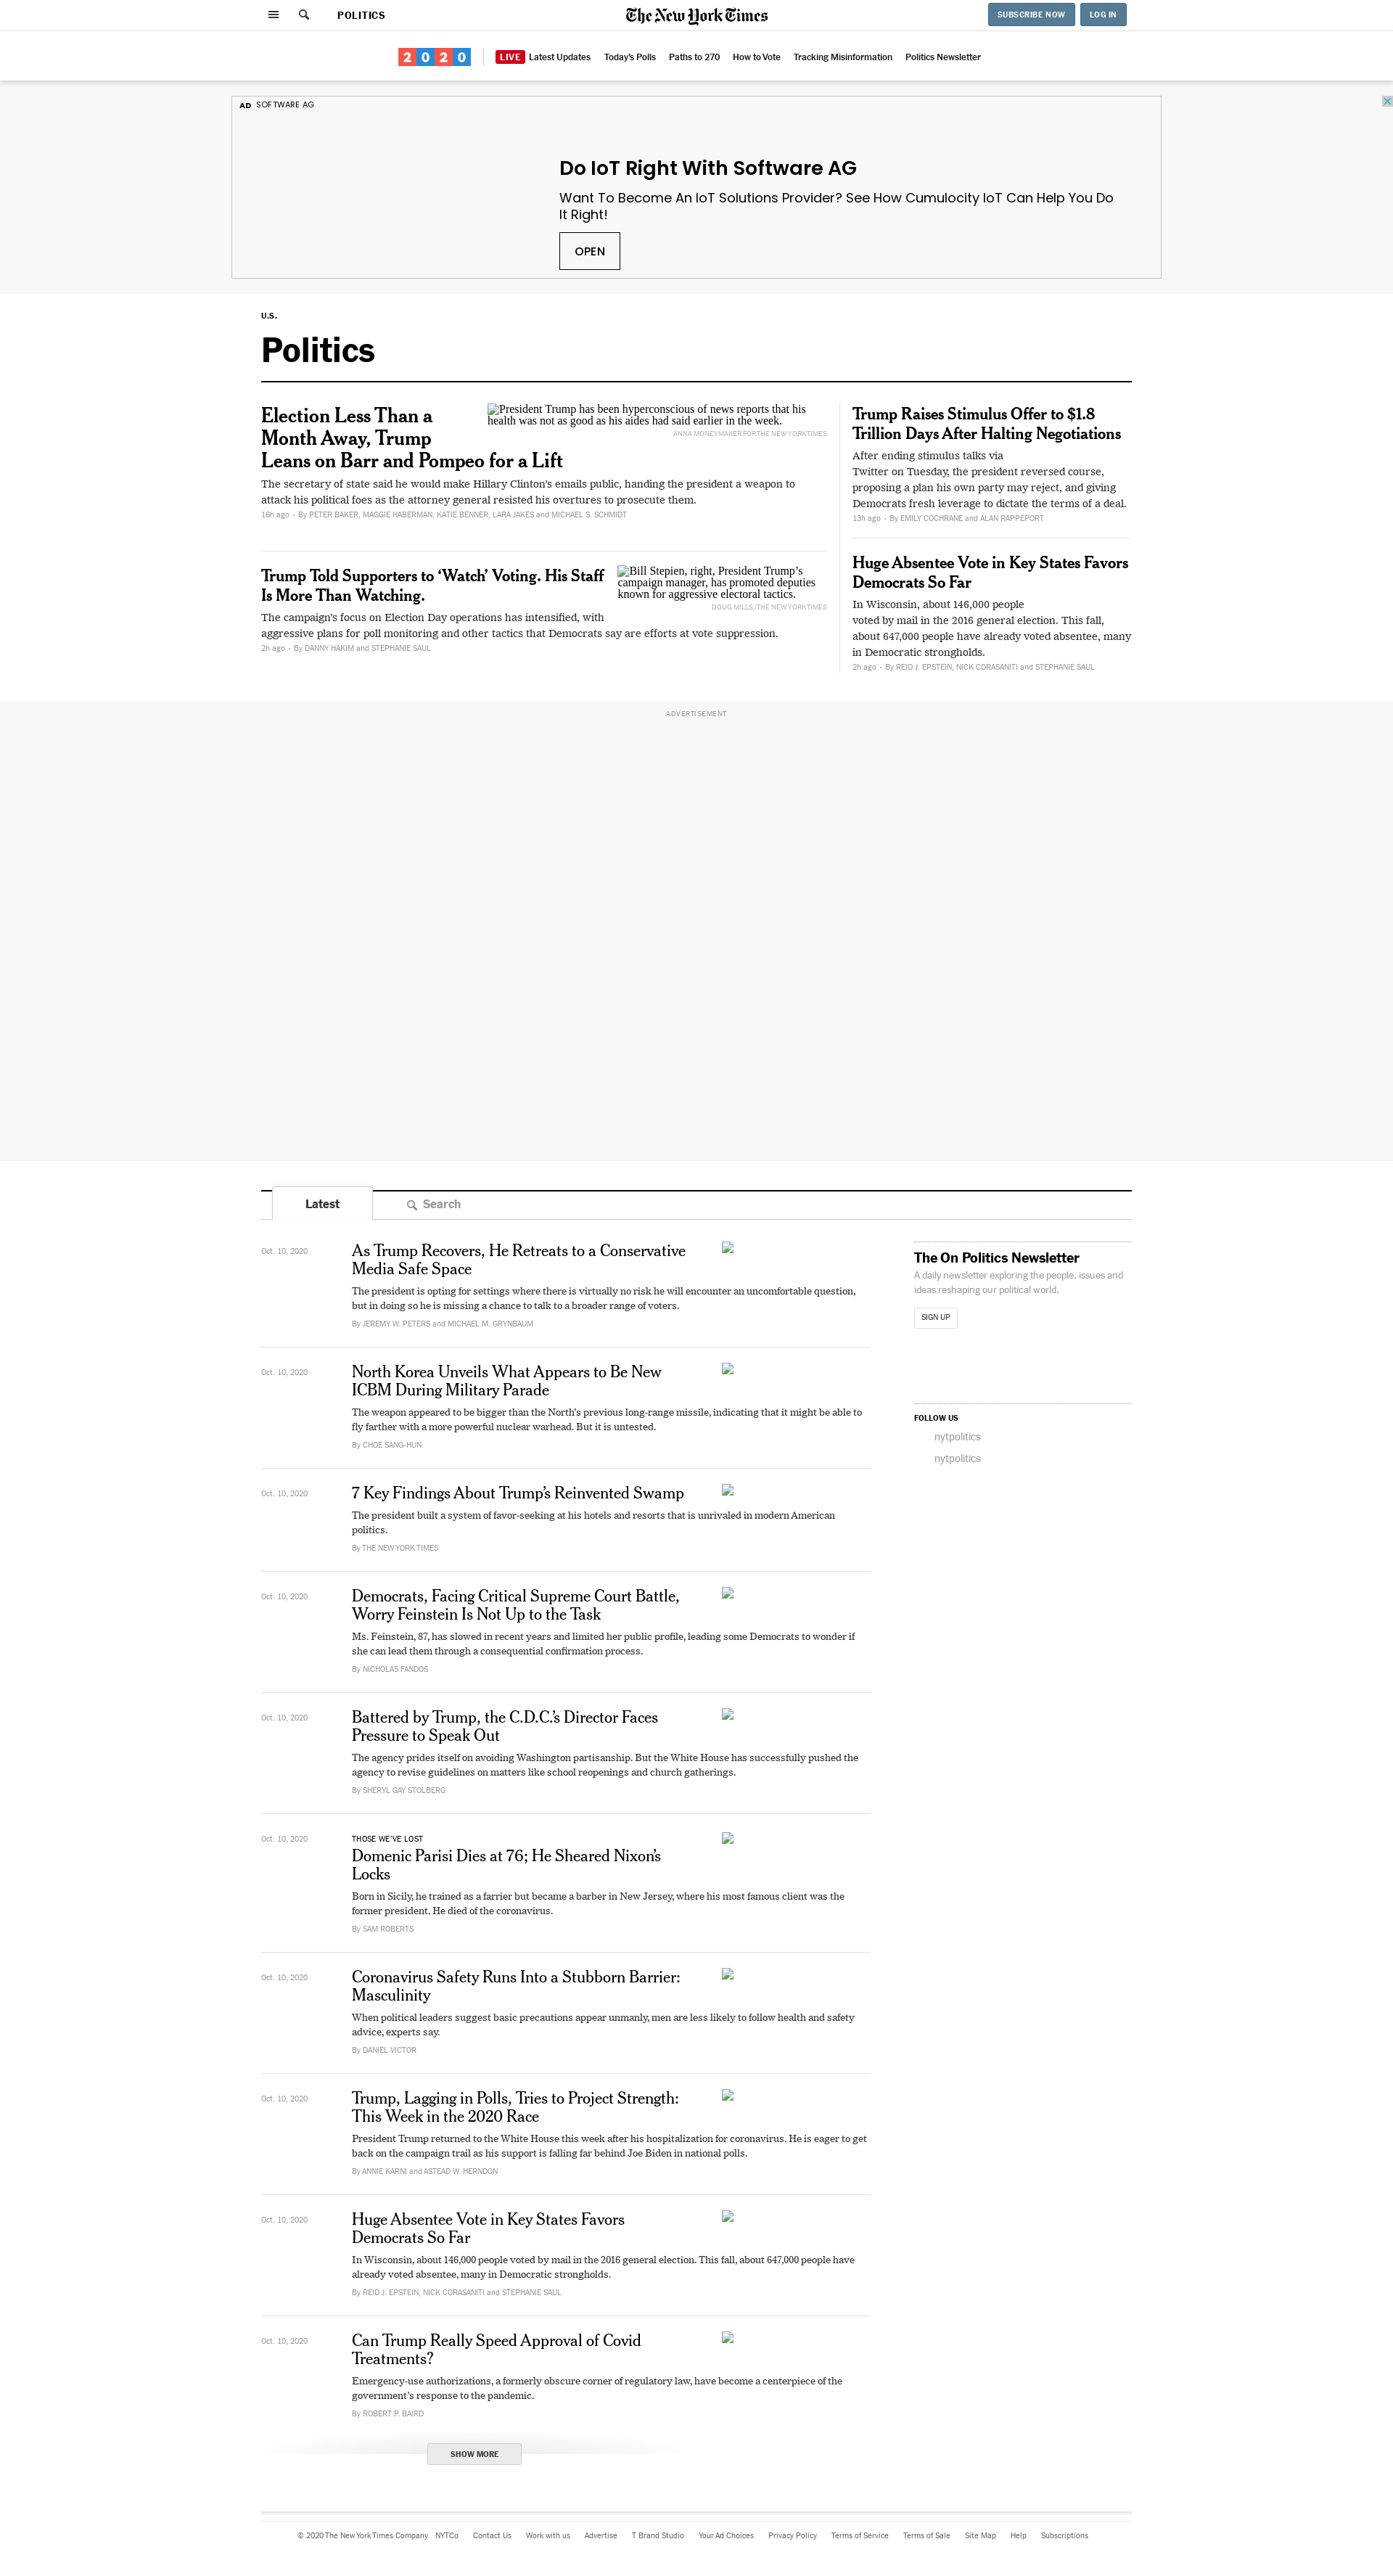 POLITICS
The New York Times
SUBSCRIBE NOW
LOG IN
2020
LIVE Latest Updates
Today's Polls
Paths to 270
How to Vote
Tracking Misinformation
Politics Newsletter
AD SOFTWARE AG
Do IoT Right With Software AG
Want To Become An IoT Solutions Provider? See How Cumulocity IoT Can Help You Do
It Right!
OPEN
U.S.
Politics
Election Less Than a
Month Away, Trump
Leans on Barr and Pompeo for a Lift
President Trump has been hyperconscious of news reports that his
health was not as good as his aides had said earlier in the week.
ANNA MONEYMAKER FOR THE NEW YORK TIMES
The secretary of state said he would make Hillary Clinton's emails public, handing the president a weapon to
attack his political foes as the attorney general resisted his overtures to prosecute them.
16h ago • By PETER BAKER, MAGGIE HABERMAN, KATIE BENNER, LARA JAKES and MICHAEL S. SCHMIDT
Trump Told Supporters to ‘Watch’ Voting. His Staff
Is More Than Watching.
Bill Stepien, right, President Trump’s
campaign manager, has promoted deputies
known for aggressive electoral tactics.
DOUG MILLS/THE NEW YORK TIMES
The campaign's focus on Election Day operations has intensified, with
aggressive plans for poll monitoring and other tactics that Democrats say are efforts at vote suppression.
2h ago • By DANNY HAKIM and STEPHANIE SAUL
Trump Raises Stimulus Offer to $1.8
Trillion Days After Halting Negotiations
After ending stimulus talks via
Twitter on Tuesday, the president reversed course,
proposing a plan his own party may reject, and giving
Democrats fresh leverage to dictate the terms of a deal.
13h ago • By EMILY COCHRANE and ALAN RAPPEPORT
Huge Absentee Vote in Key States Favors
Democrats So Far
In Wisconsin, about 146,000 people
voted by mail in the 2016 general election. This fall,
about 647,000 people have already voted absentee, many
in Democratic strongholds.
2h ago • By REID J. EPSTEIN, NICK CORASANITI and STEPHANIE SAUL
ADVERTISEMENT
Latest
Search
Oct. 10, 2020
As Trump Recovers, He Retreats to a Conservative
Media Safe Space
The president is opting for settings where there is virtually no risk he will encounter an uncomfortable question,
but in doing so he is missing a chance to talk to a broader range of voters.
By JEREMY W. PETERS and MICHAEL M. GRYNBAUM
Oct. 10, 2020
North Korea Unveils What Appears to Be New
ICBM During Military Parade
The weapon appeared to be bigger than the North's previous long-range missile, indicating that it might be able to
fly farther with a more powerful nuclear warhead. But it is untested.
By CHOE SANG-HUN
Oct. 10, 2020
7 Key Findings About Trump’s Reinvented Swamp
The president built a system of favor-seeking at his hotels and resorts that is unrivaled in modern American
politics.
By THE NEW YORK TIMES
Oct. 10, 2020
Democrats, Facing Critical Supreme Court Battle,
Worry Feinstein Is Not Up to the Task
Ms. Feinstein, 87, has slowed in recent years and limited her public profile, leading some Democrats to wonder if
she can lead them through a consequential confirmation process.
By NICHOLAS FANDOS
Oct. 10, 2020
Battered by Trump, the C.D.C.’s Director Faces
Pressure to Speak Out
The agency prides itself on avoiding Washington partisanship. But the White House has successfully pushed the
agency to revise guidelines on matters like school reopenings and church gatherings.
By SHERYL GAY STOLBERG
Oct. 10, 2020
THOSE WE’VE LOST
Domenic Parisi Dies at 76; He Sheared Nixon’s
Locks
Born in Sicily, he trained as a farrier but became a barber in New Jersey, where his most famous client was the
former president. He died of the coronavirus.
By SAM ROBERTS
Oct. 10, 2020
Coronavirus Safety Runs Into a Stubborn Barrier:
Masculinity
When political leaders suggest basic precautions appear unmanly, men are less likely to follow health and safety
advice, experts say.
By DANIEL VICTOR
Oct. 10, 2020
Trump, Lagging in Polls, Tries to Project Strength:
This Week in the 2020 Race
President Trump returned to the White House this week after his hospitalization for coronavirus. He is eager to get
back on the campaign trail as his support is falling far behind Joe Biden in national polls.
By ANNIE KARNI and ASTEAD W. HERNDON
Oct. 10, 2020
Huge Absentee Vote in Key States Favors
Democrats So Far
In Wisconsin, about 146,000 people voted by mail in the 2016 general election. This fall, about 647,000 people have
already voted absentee, many in Democratic strongholds.
By REID J. EPSTEIN, NICK CORASANITI and STEPHANIE SAUL
Oct. 10, 2020
Can Trump Really Speed Approval of Covid
Treatments?
Emergency-use authorizations, a formerly obscure corner of regulatory law, have become a centerpiece of the
government's response to the pandemic.
By ROBERT P. BAIRD
SHOW MORE
The On Politics Newsletter
A daily newsletter exploring the people, issues and
ideas reshaping our political world.
SIGN UP
FOLLOW US
nytpolitics
nytpolitics
© 2020 The New York Times Company
NYTCo
Contact Us
Work with us
Advertise
T Brand Studio
Your Ad Choices
Privacy Policy
Terms of Service
Terms of Sale
Site Map
Help
Subscriptions